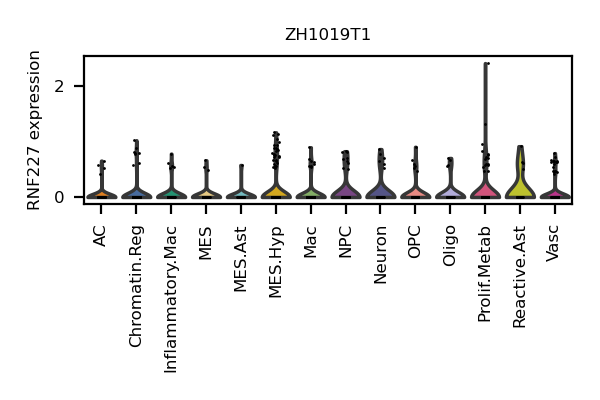 ZH1019T1
RNF227 expression
2
0
AC
Chromatin.Reg
Inflammatory.Mac
MES
MES.Ast
MES.Hyp
Mac
NPC
Neuron
OPC
Oligo
Prolif.Metab
Reactive.Ast
Vasc